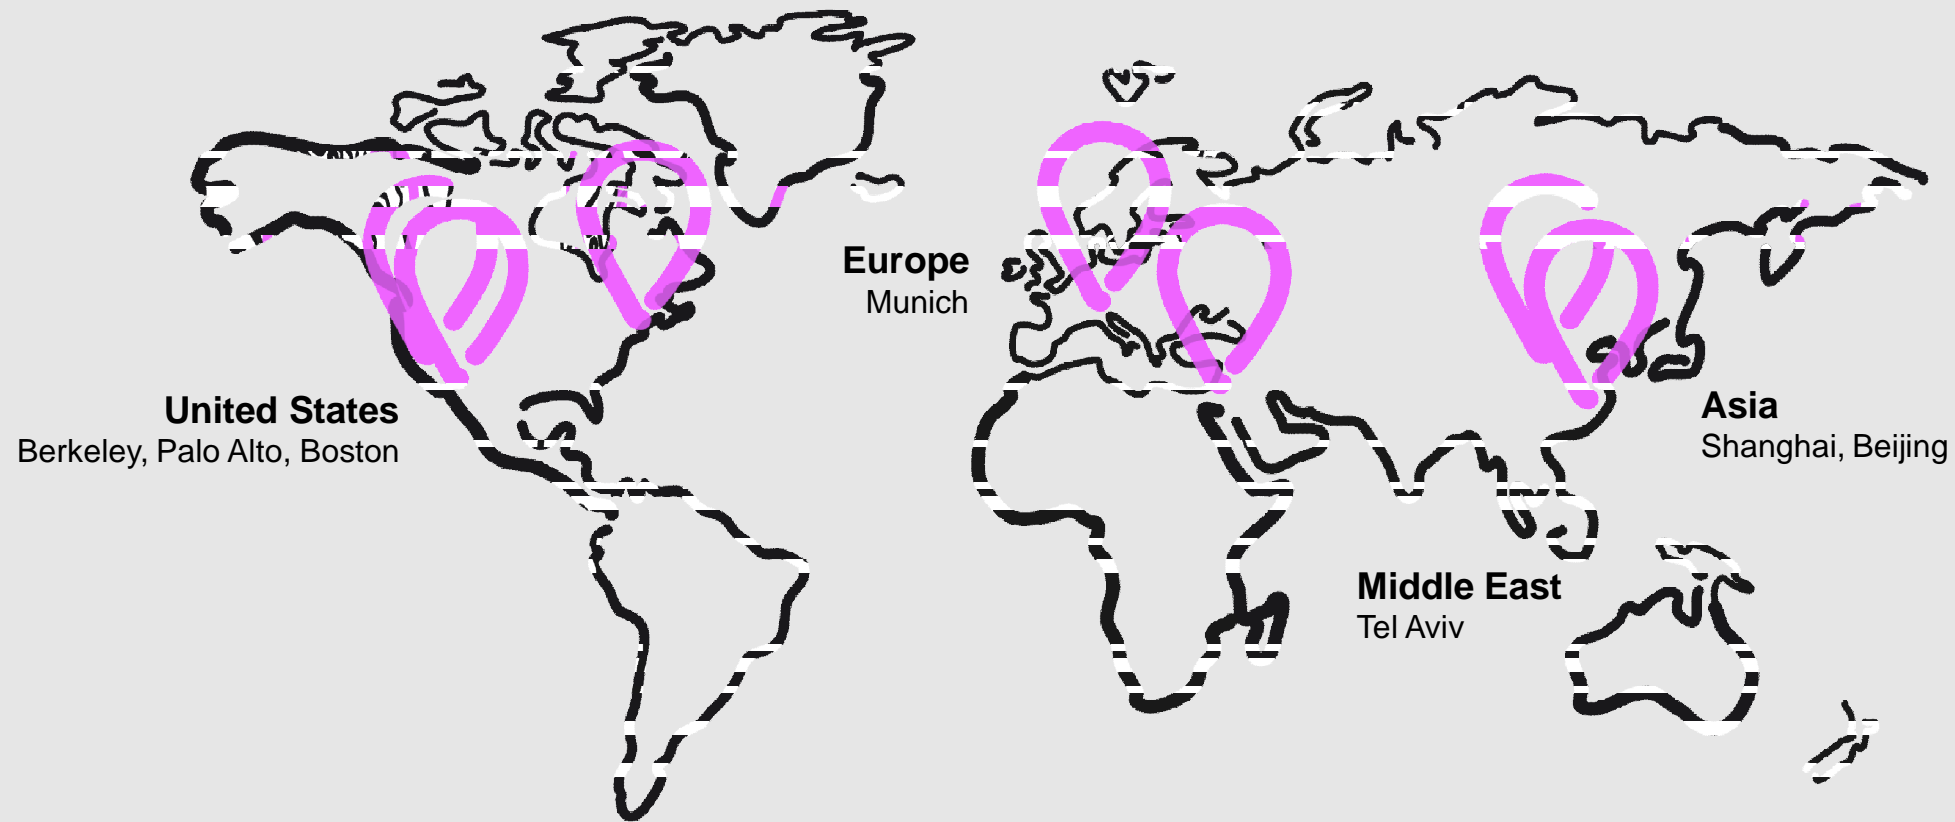 Europe
Munich
United States
Berkeley, Palo Alto, Boston
Asia
Shanghai, Beijing
Middle East
Tel Aviv